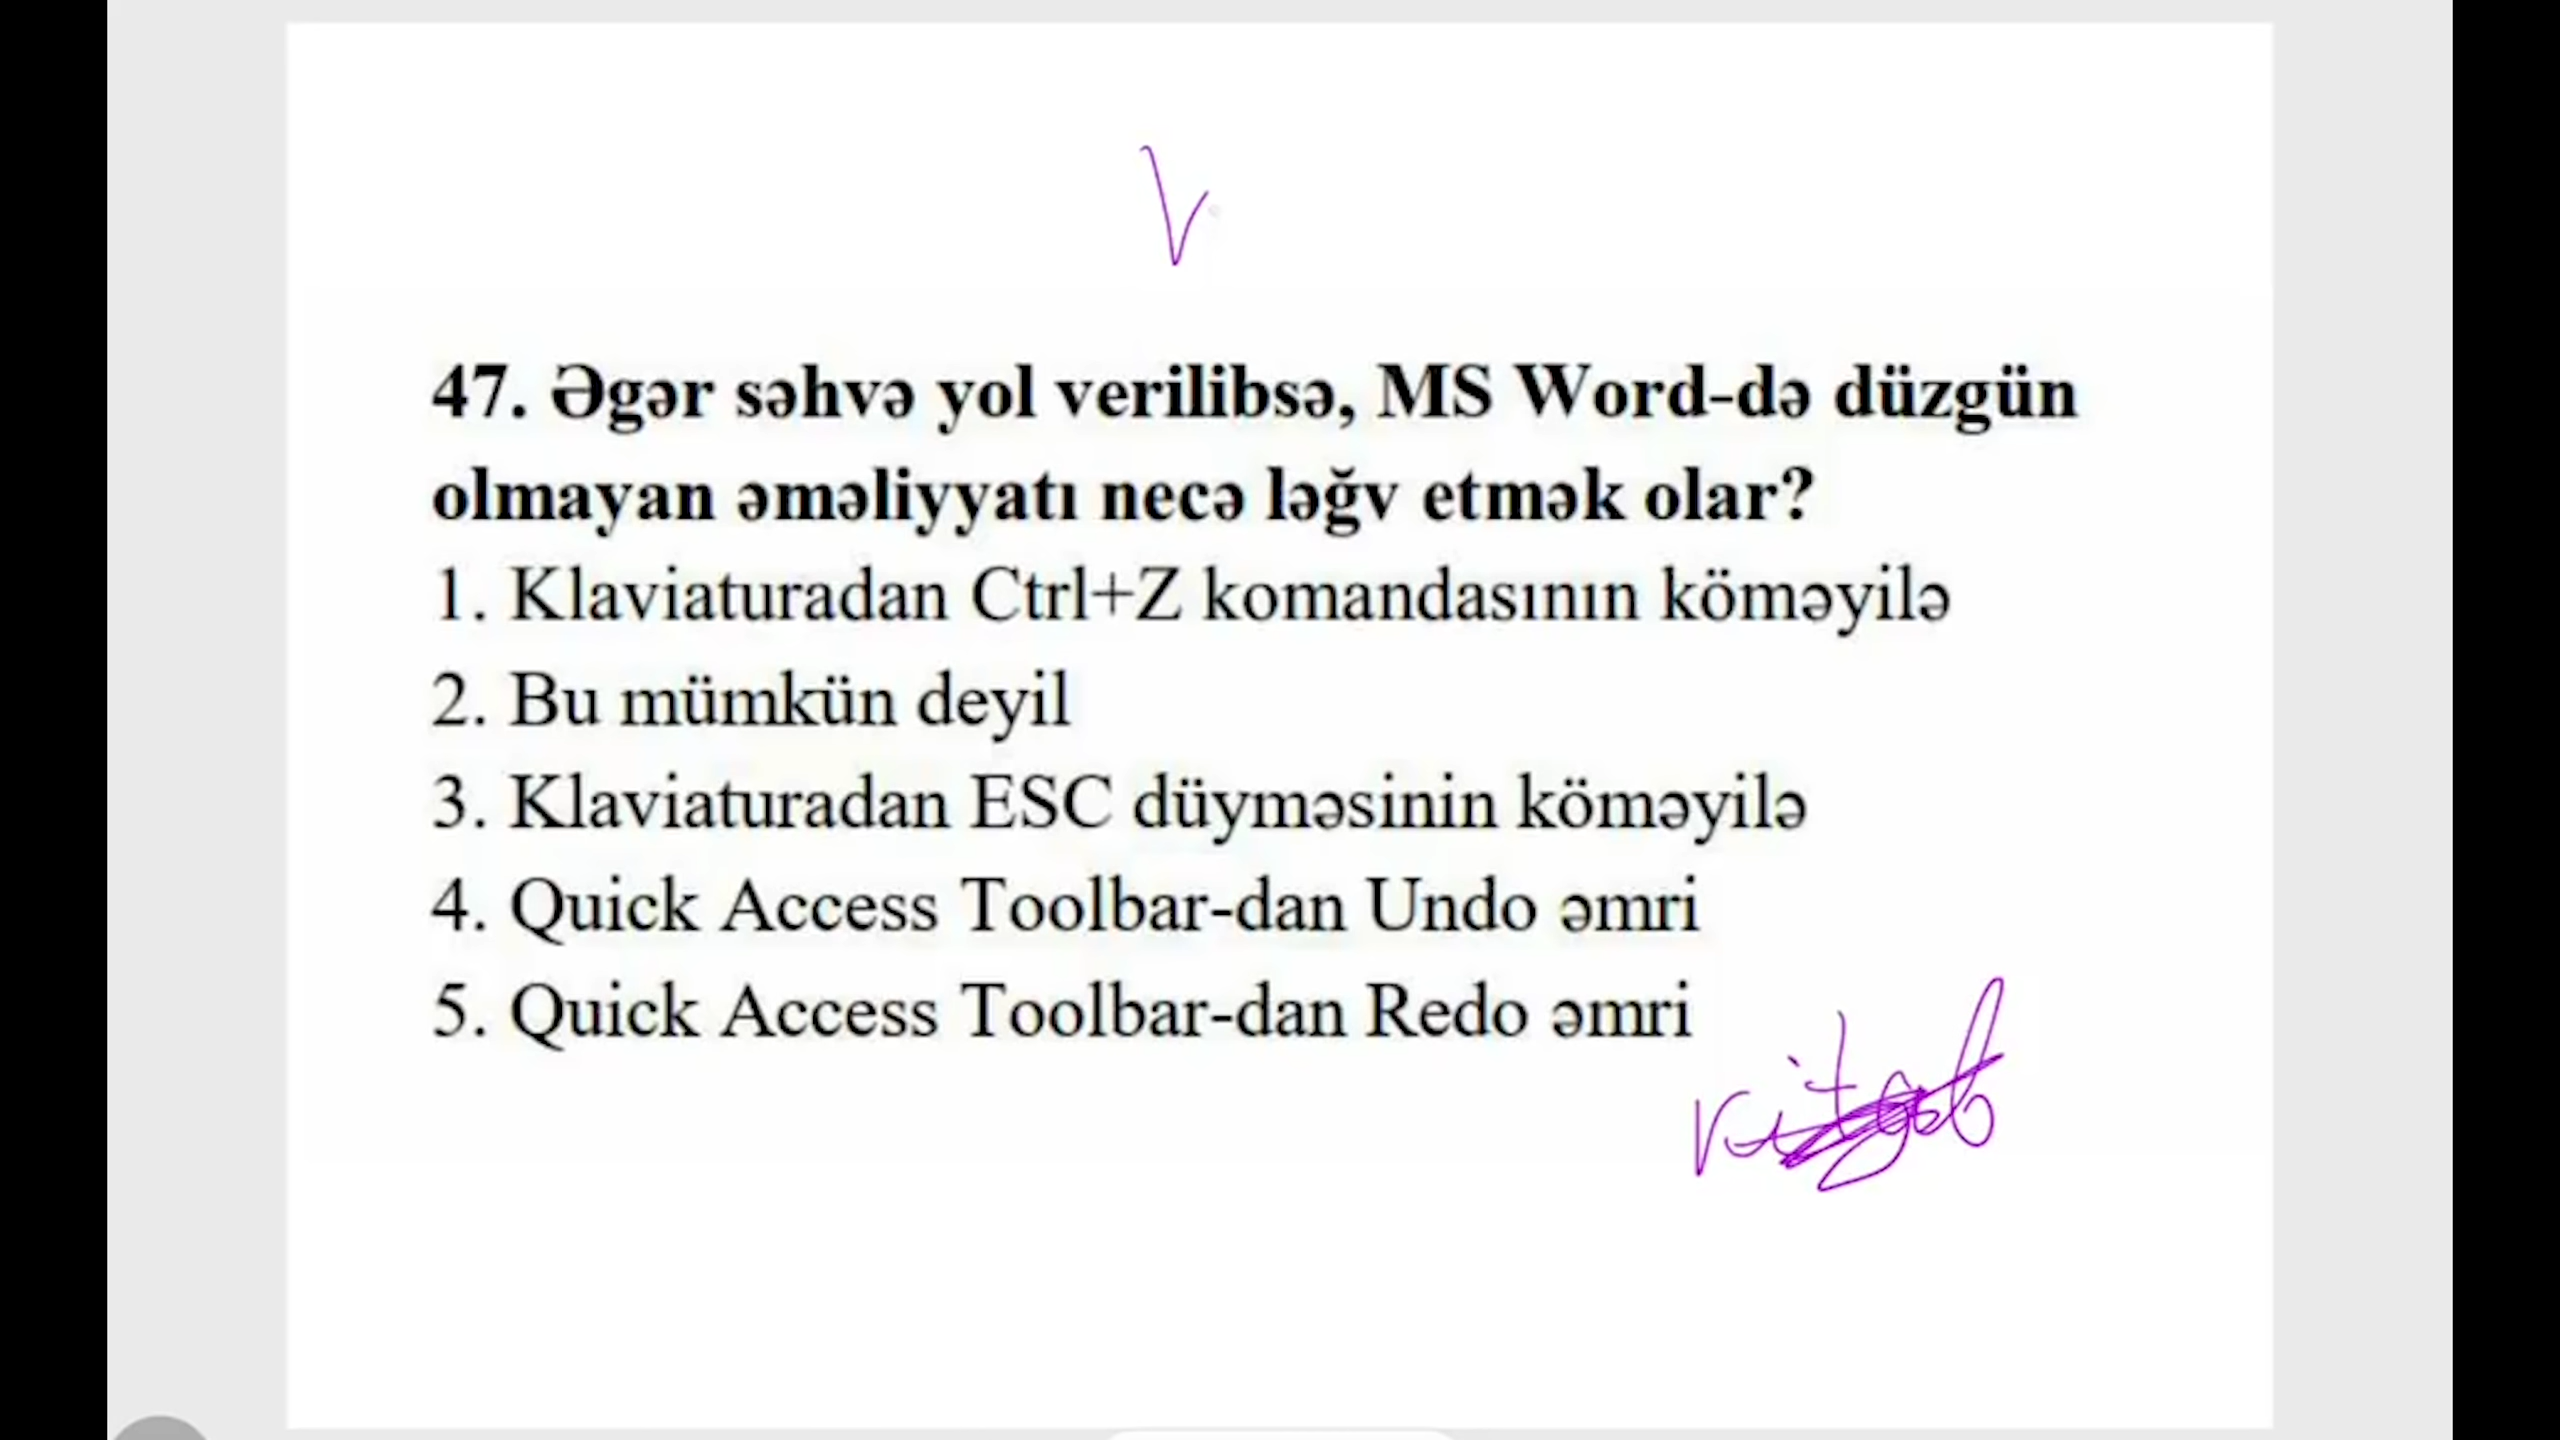 47. Əgər səhvə yol verilibsə, MS Word-də düzgün
olmayan əməliyyatı necə ləğv etmək olar?
1. Klaviaturadan Ctrl+Z komandasının köməyilə
2. Bu mümkün deyil
3. Klaviaturadan ESC düyməsinin köməyilə
4. Quick Access Toolbar-dan Undo əmri
5. Quick Access Toolbar-dan Redo əmri